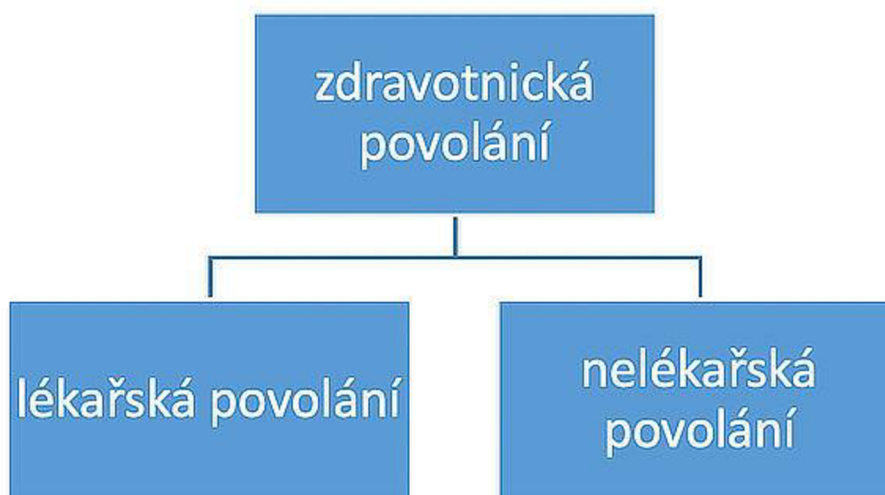 zdravotnická
povolání
lékařská povolání
nelékařská
povolání